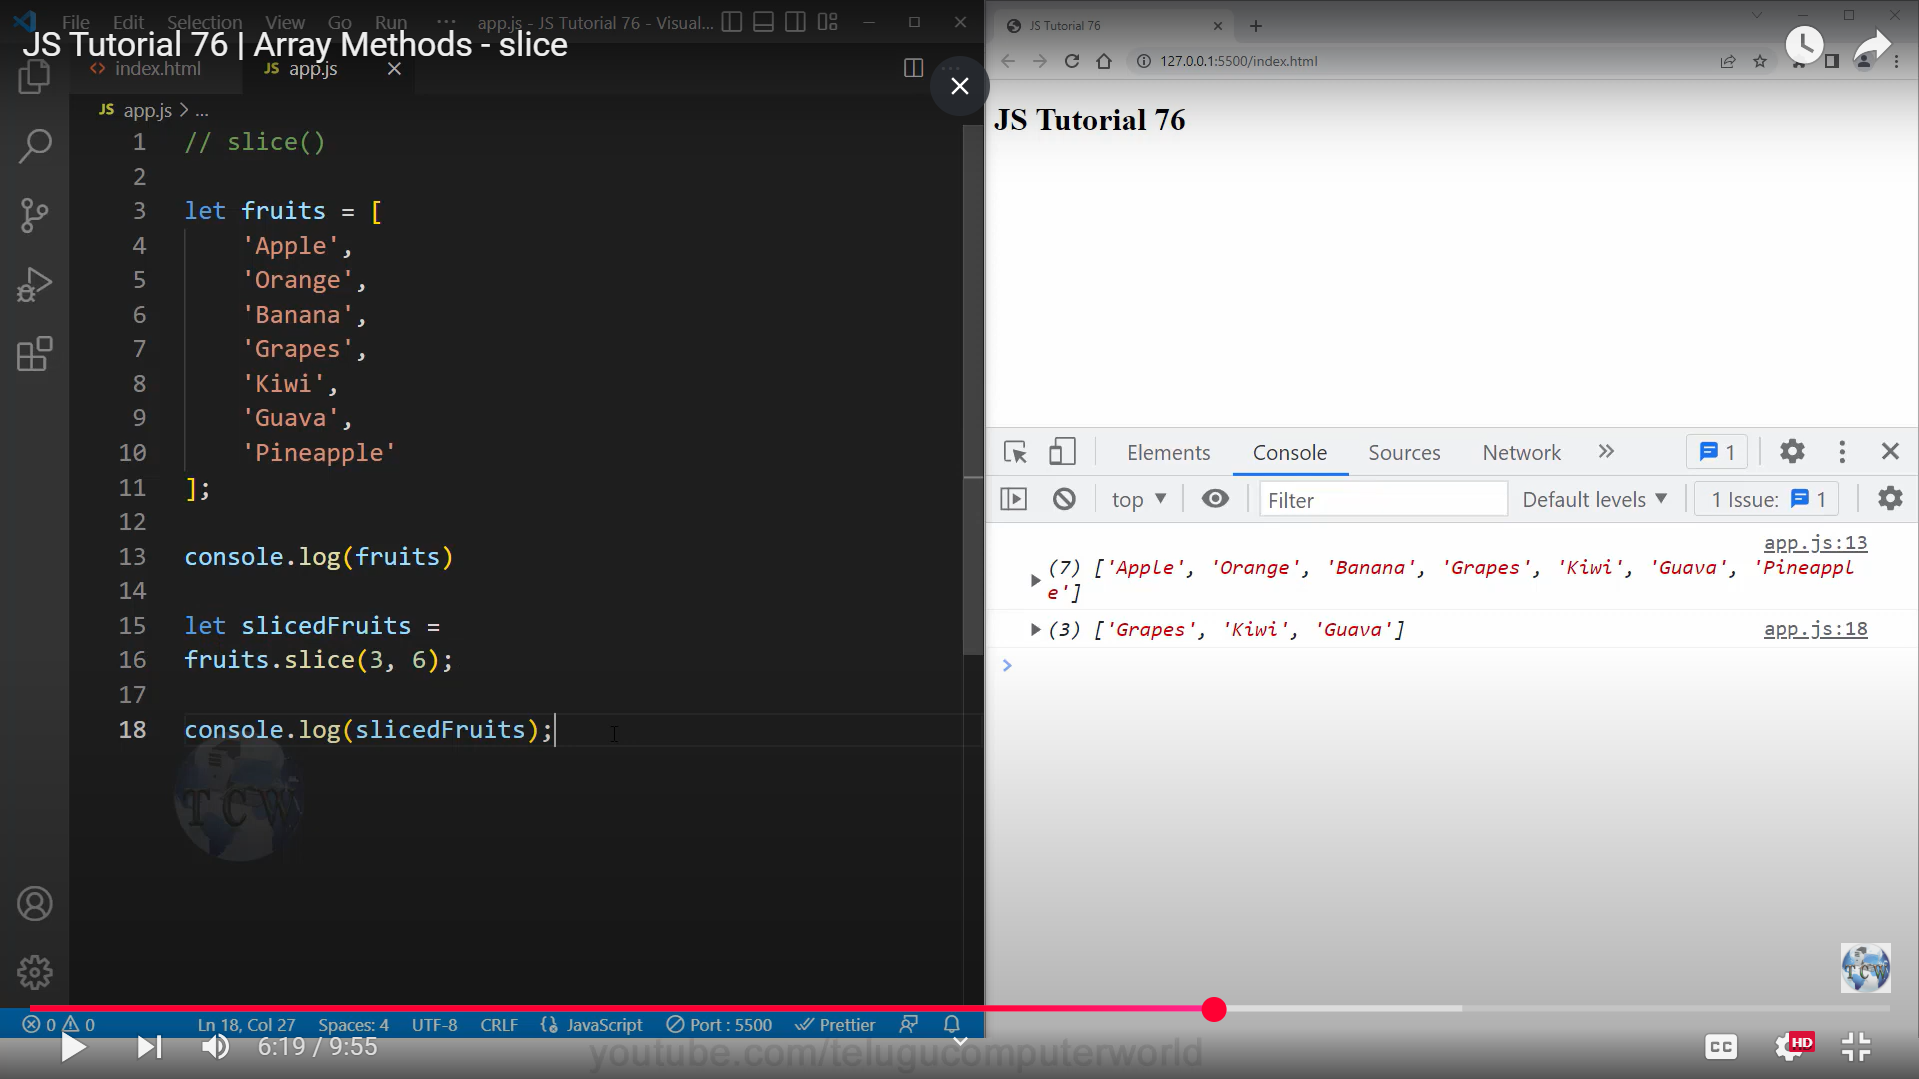 File Edit Selection View Go Run ··· app.js - JS Tutorial 76 - Visual...
JS Tutorial 76 | Array Methods - slice
index.html
JS app.js
JS app.js > ...
1 // slice()
2
3 let fruits = [
4 'Apple',
5 'Orange',
6 'Banana',
7 'Grapes',
8 'Kiwi',
9 'Guava',
10 'Pineapple'
11 ];
12
13 console.log(fruits)
14
15 let slicedFruits =
16 fruits.slice(3, 6);
17
18 console.log(slicedFruits);
TCW
JS Tutorial 76
127.0.0.1:5500/index.html
JS Tutorial 76
Elements Console Sources Network » 1
top Filter Default levels 1 Issue: 1
app.js:13
(7) ['Apple', 'Orange', 'Banana', 'Grapes', 'Kiwi', 'Guava', 'Pineappl
e']
(3) ['Grapes', 'Kiwi', 'Guava'] app.js:18
>
TCW
0 0 Ln 18, Col 27 Spaces: 4 UTF-8 CRLF {} JavaScript Port : 5500 Prettier
6:19 / 9:55
youtube.com/telugucomputerworld
CC HD